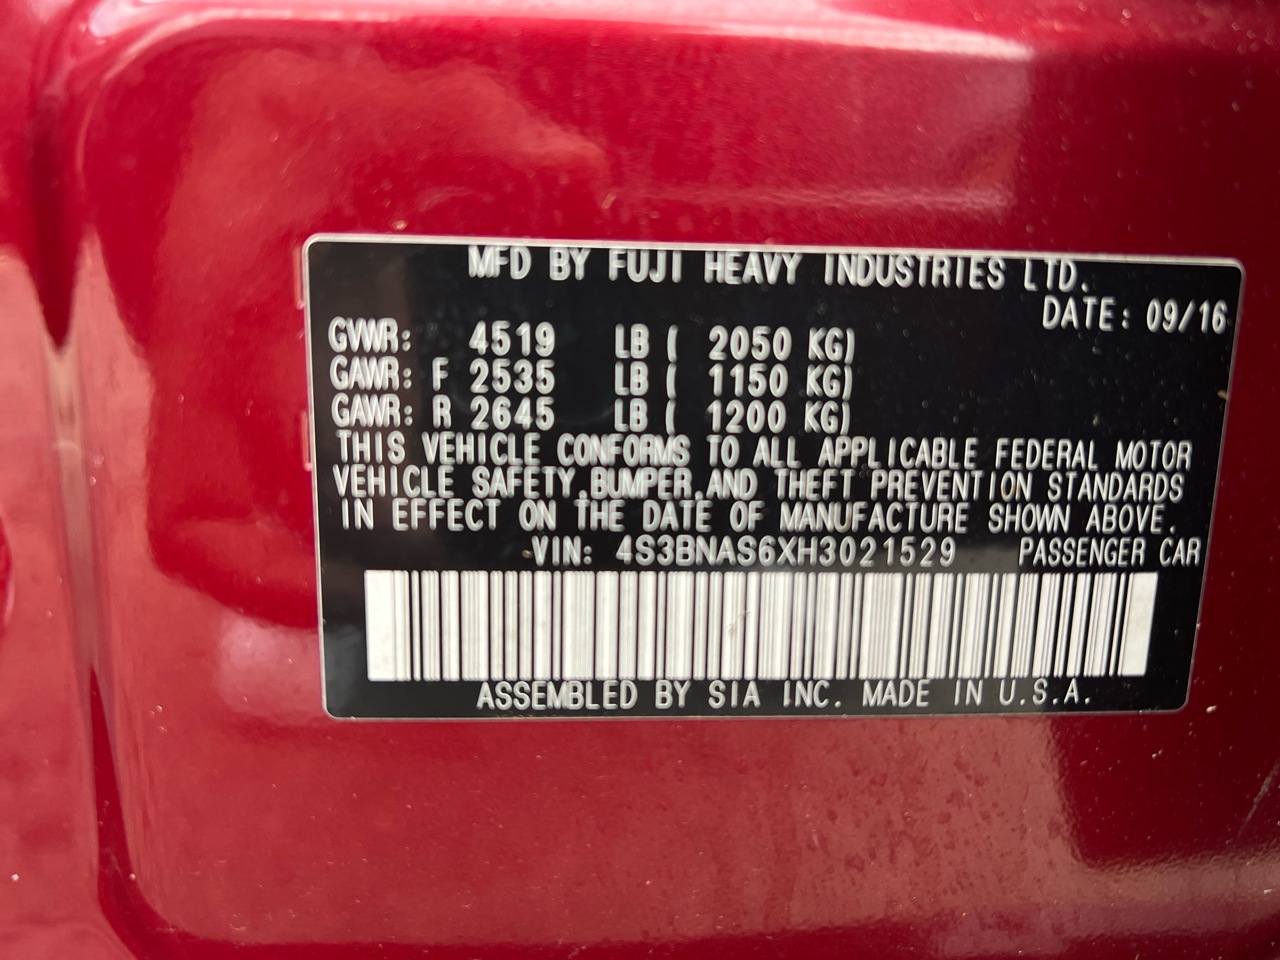 MFD BY FUJI HEAVY INDUSTRIES LTD.
DATE: 09/16
GVWR: 4519 LB ( 2050 KG)
GAWR: F 2535 LB ( 1150 KG)
GAWR: R 2645 LB ( 1200 KG)
THIS VEHICLE CONFORMS TO ALL APPLICABLE FEDERAL MOTOR
VEHICLE SAFETY,BUMPER,AND THEFT PREVENTION STANDARDS
IN EFFECT ON THE DATE OF MANUFACTURE SHOWN ABOVE.
VIN: 4S3BNAS6XH3021529 PASSENGER CAR
ASSEMBLED BY SIA INC. MADE IN U.S.A.